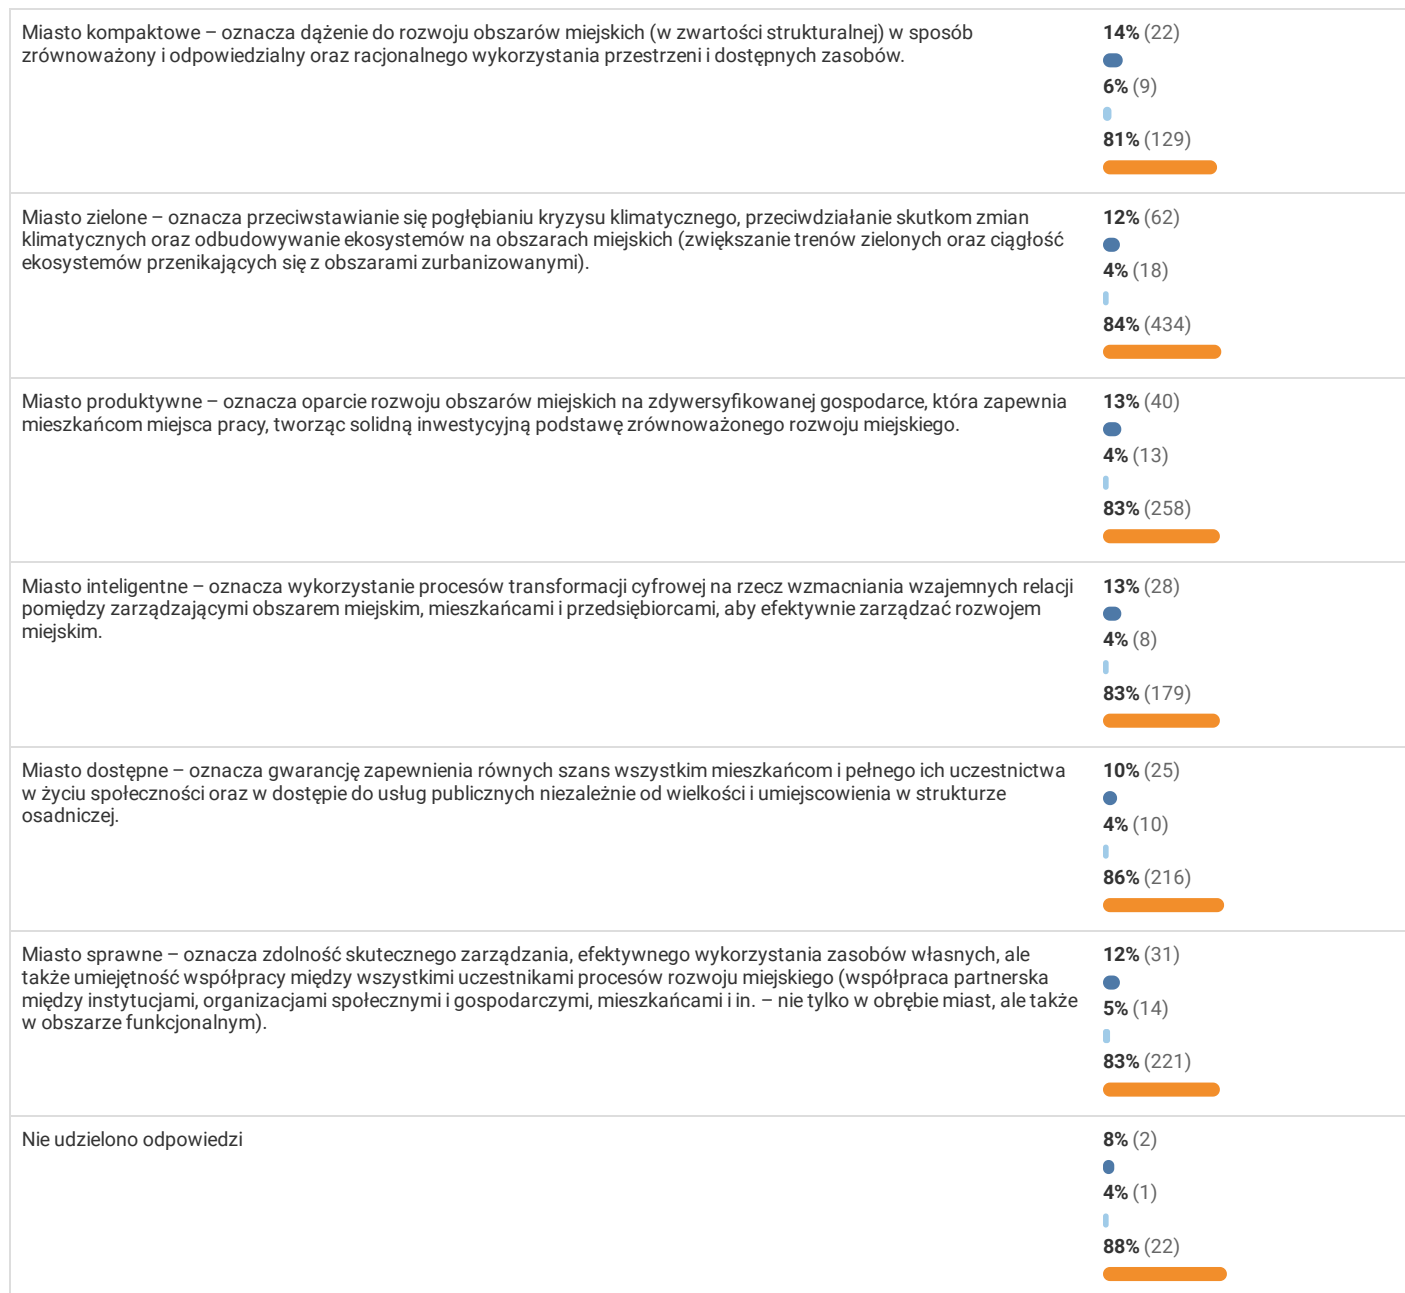 Miasto kompaktowe – oznacza dążenie do rozwoju obszarów miejskich (w zwartości strukturalnej) w sposób
zrównoważony i odpowiedzialny oraz racjonalnego wykorzystania przestrzeni i dostępnych zasobów.
14% (22)
6% (9)
81% (129)
Miasto zielone – oznacza przeciwstawianie się pogłębianiu kryzysu klimatycznego, przeciwdziałanie skutkom zmian
klimatycznych oraz odbudowywanie ekosystemów na obszarach miejskich (zwiększanie trenów zielonych oraz ciągłość
ekosystemów przenikających się z obszarami zurbanizowanymi).
12% (62)
4% (18)
84% (434)
Miasto produktywne – oznacza oparcie rozwoju obszarów miejskich na zdywersyfikowanej gospodarce, która zapewnia
mieszkańcom miejsca pracy, tworząc solidną inwestycyjną podstawę zrównoważonego rozwoju miejskiego.
13% (40)
4% (13)
83% (258)
Miasto inteligentne – oznacza wykorzystanie procesów transformacji cyfrowej na rzecz wzmacniania wzajemnych relacji
pomiędzy zarządzającymi obszarem miejskim, mieszkańcami i przedsiębiorcami, aby efektywnie zarządzać rozwojem
miejskim.
13% (28)
4% (8)
83% (179)
Miasto dostępne – oznacza gwarancję zapewnienia równych szans wszystkim mieszkańcom i pełnego ich uczestnictwa
w życiu społeczności oraz w dostępie do usług publicznych niezależnie od wielkości i umiejscowienia w strukturze
osadniczej.
10% (25)
4% (10)
86% (216)
Miasto sprawne – oznacza zdolność skutecznego zarządzania, efektywnego wykorzystania zasobów własnych, ale
także umiejętność współpracy między wszystkimi uczestnikami procesów rozwoju miejskiego (współpraca partnerska
między instytucjami, organizacjami społecznymi i gospodarczymi, mieszkańcami i in. – nie tylko w obrębie miast, ale także
w obszarze funkcjonalnym).
12% (31)
5% (14)
83% (221)
Nie udzielono odpowiedzi
8% (2)
4% (1)
88% (22)